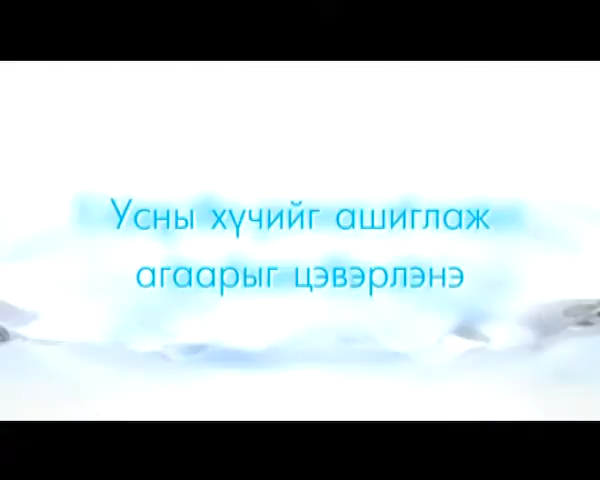 Усны хүчийг ашиглаж
агаарыг цэвэрлэнэ